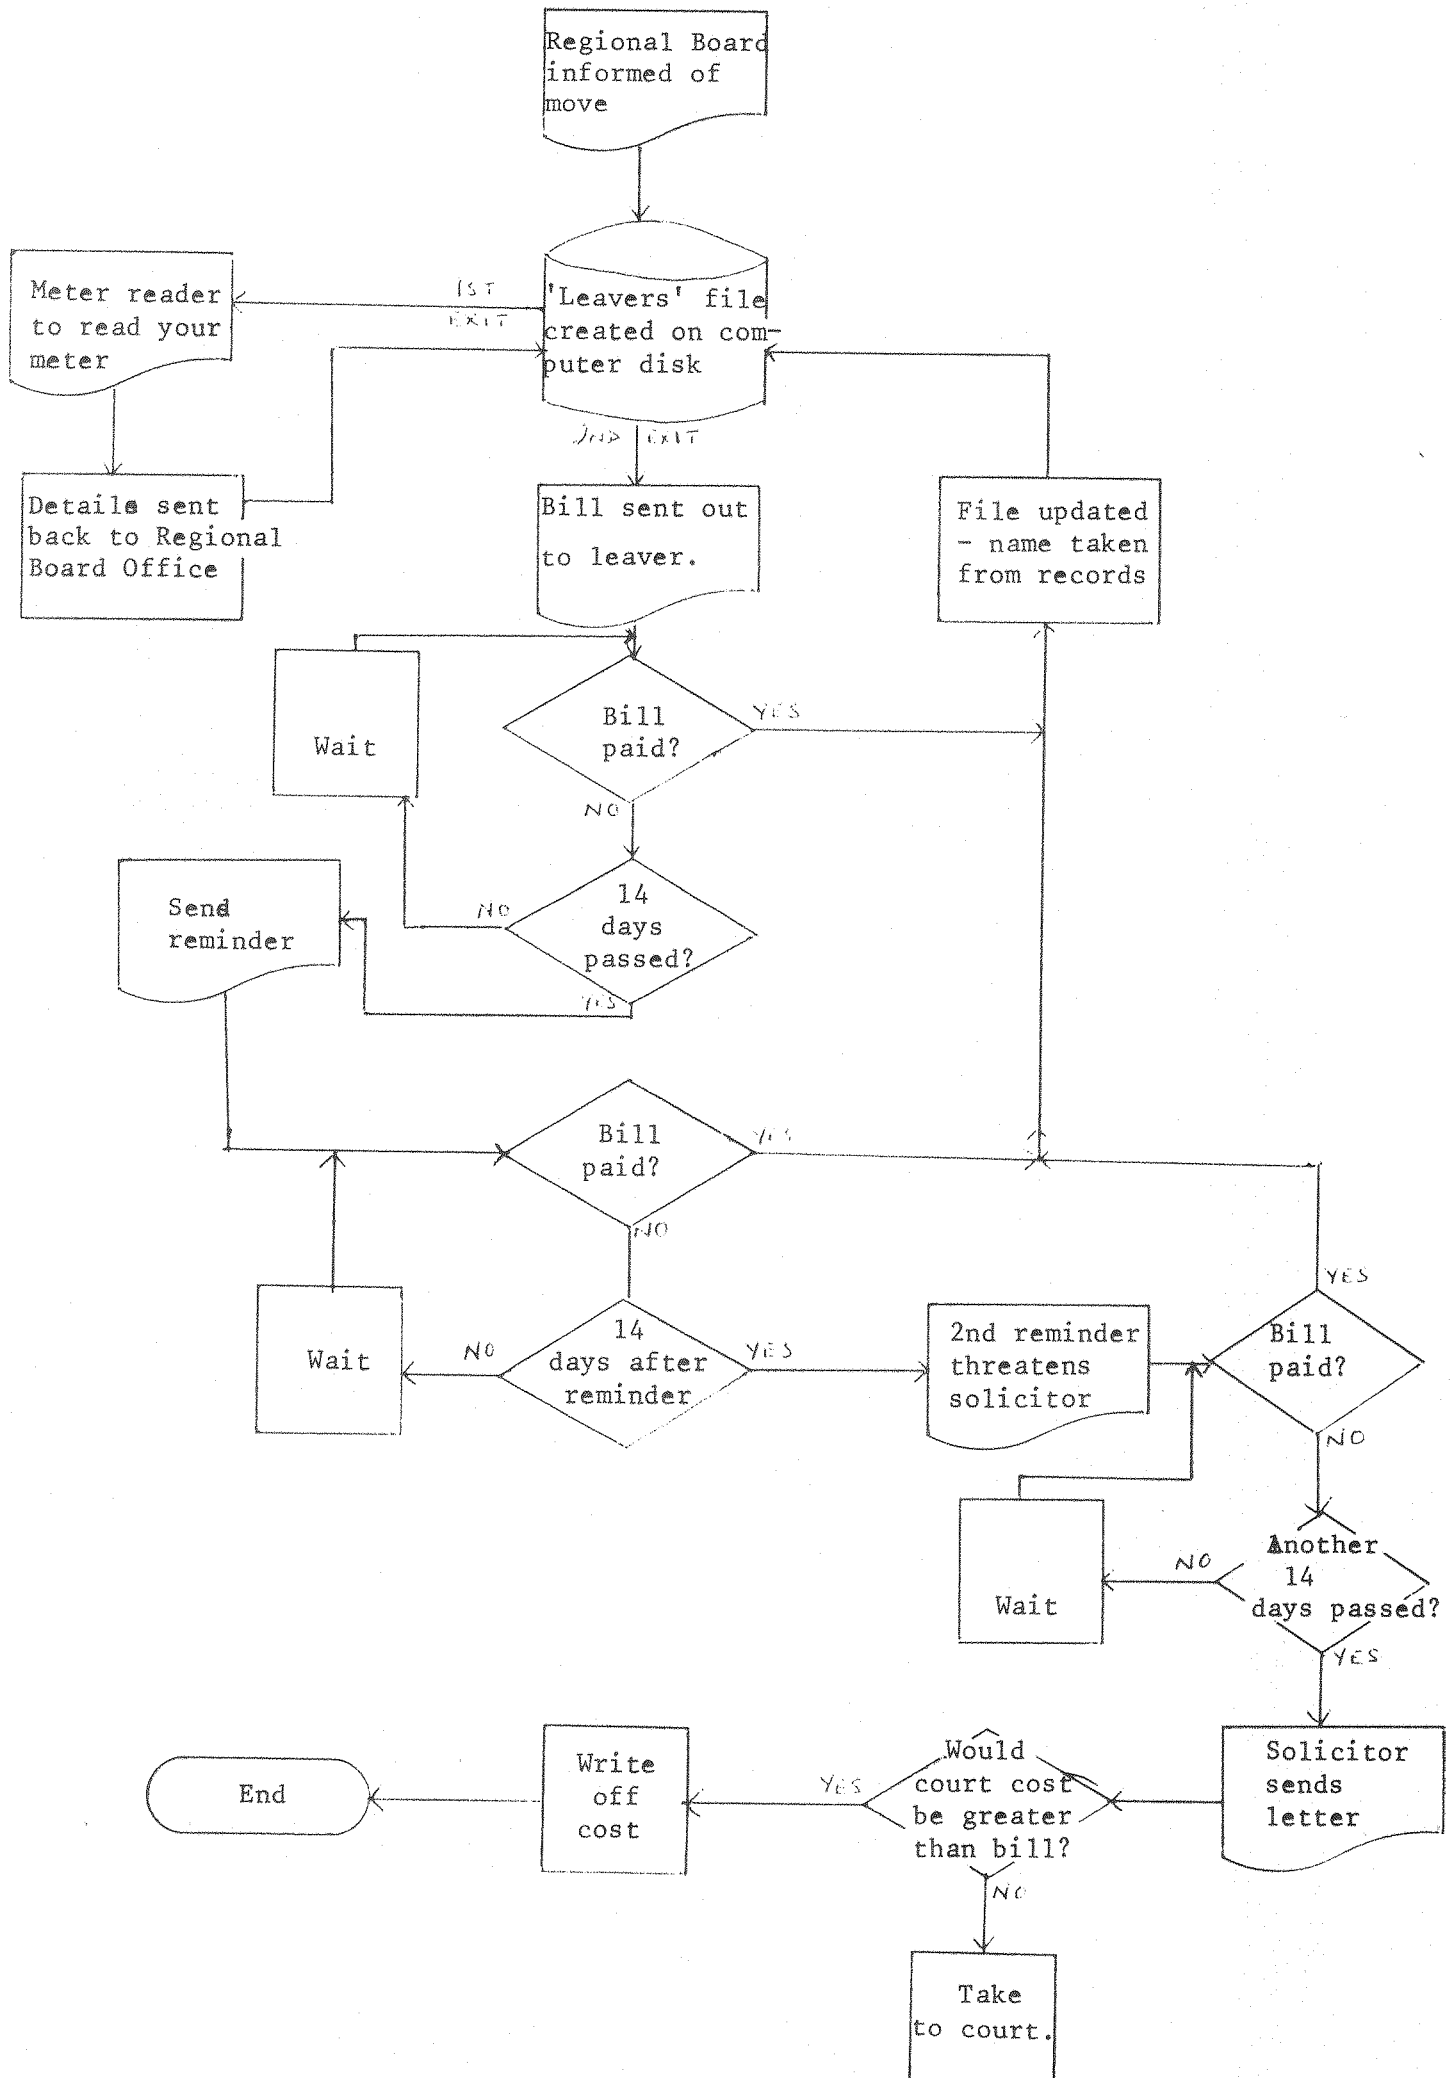 Regional Board
informed of
move
Meter reader
to read your
meter
1ST
EXIT
'Leavers' file
created on com-
puter disk
2ND EXIT
Details sent
back to Regional
Board Office
Bill sent out
to leaver.
File updated
- name taken
from records
Wait
Bill
paid?
YES
NO
Send
reminder
NO
14
days
passed?
YES
Bill
paid?
YES
NO
Wait
NO
14
days after
reminder
YES
2nd reminder
threatens
solicitor
YES
Bill
paid?
NO
Wait
NO
Another
14
days passed?
YES
End
Write
off
cost
YES
Would
court cost
be greater
than bill?
NO
Solicitor
sends
letter
Take
to court.